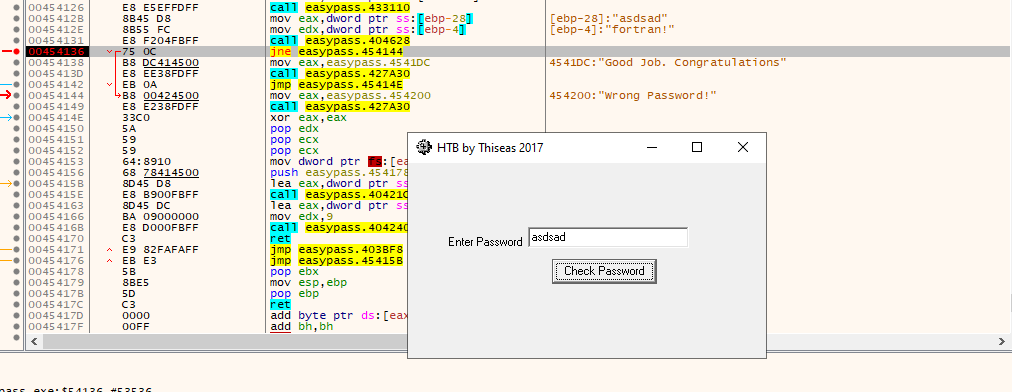 00454126 E8 E5EFFDFF call easypass.433110
0045412B 8B45 D8 mov eax,dword ptr ss:[ebp-28] [ebp-28]:"asdsad"
0045412E 8B55 FC mov edx,dword ptr ss:[ebp-4] [ebp-4]:"fortran!"
00454131 E8 F204FBFF call easypass.404628
00454136 75 0C jne easypass.454144
00454138 B8 DC414500 mov eax,easypass.4541DC 4541DC:"Good Job. Congratulations"
0045413D E8 EE38FDFF call easypass.427A30
00454142 EB 0A jmp easypass.45414E
00454144 B8 00424500 mov eax,easypass.454200 454200:"Wrong Password!"
00454149 E8 E238FDFF call easypass.427A30
0045414E 33C0 xor eax,eax
00454150 5A pop edx
00454151 59 pop ecx
00454152 59 pop ecx
00454153 64:8910 mov dword ptr fs:[ea
00454156 68 78414500 push easypass.454178
0045415B 8D45 D8 lea eax,dword ptr ss
0045415E E8 B900FBFF call easypass.40421C
00454163 8D45 DC lea eax,dword ptr ss
00454166 BA 09000000 mov edx,9
0045416B E8 D000FBFF call easypass.404240
00454170 C3 ret
00454171 E9 82FAFAFF jmp easypass.403BF8
00454176 EB E3 jmp easypass.45415B
00454178 5B pop ebx
00454179 8BE5 mov esp,ebp
0045417B 5D pop ebp
0045417C C3 ret
0045417D 0000 add byte ptr ds:[eax
0045417F 00FF add bh,bh
HTB by Thiseas 2017
Enter Password asdsad
Check Password
pass.exe:$54136 #53536